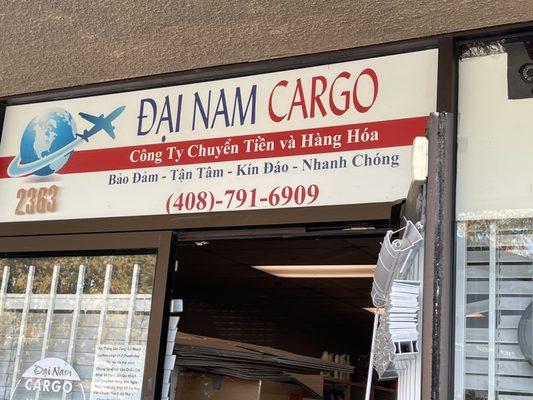 ĐẠI NAM CARGO
Công Ty Chuyển Tiền và Hàng Hóa
Bảo Đảm - Tận Tâm - Kín Đáo - Nhanh Chóng
2363
(408)-791-6909
Đại Nam
CARGO